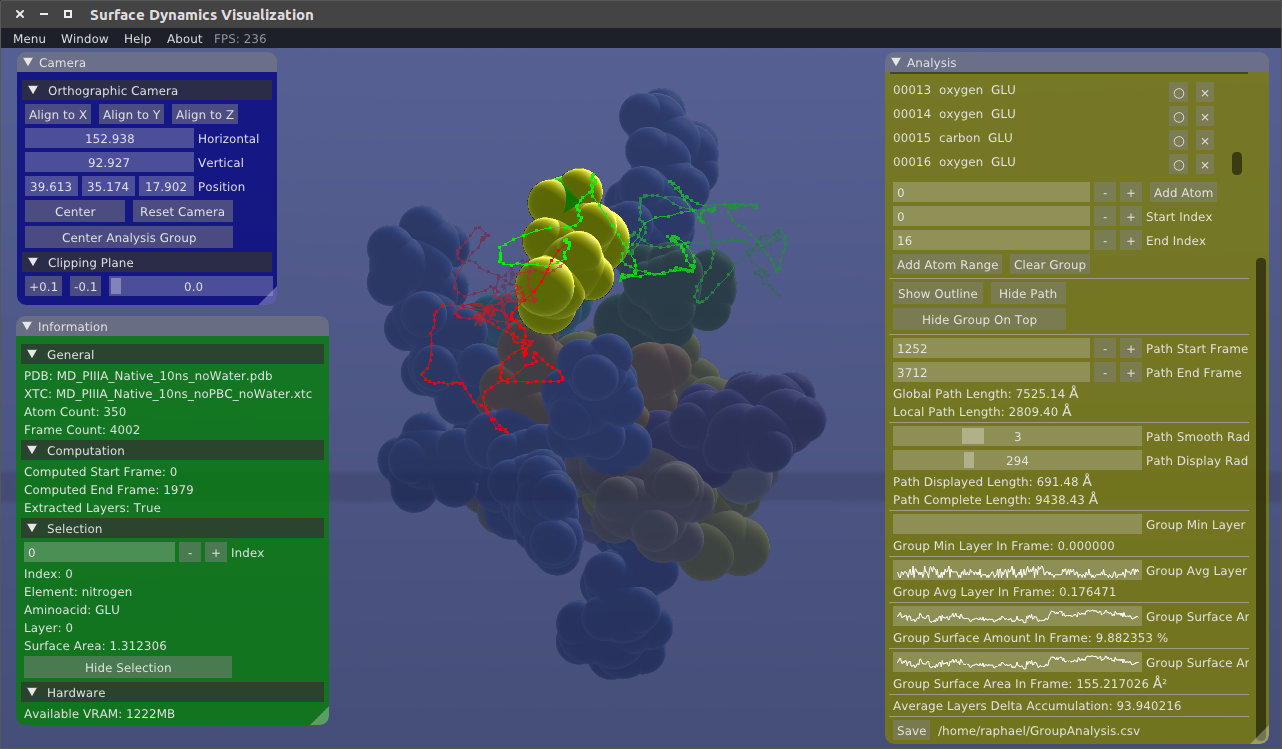 Surface Dynamics Visualization
Menu Window Help About FPS: 236
Camera
Orthographic Camera
Align to X Align to Y Align to Z
152.938 Horizontal
92.927 Vertical
39.613 35.174 17.902 Position
Center Reset Camera
Center Analysis Group
Clipping Plane
+0.1 -0.1 0.0
Information
General
PDB: MD_PIIIA_Native_10ns_noWater.pdb
XTC: MD_PIIIA_Native_10ns_noPBC_noWater.xtc
Atom Count: 350
Frame Count: 4002
Computation
Computed Start Frame: 0
Computed End Frame: 1979
Extracted Layers: True
Selection
0 - + Index
Index: 0
Element: nitrogen
Aminoacid: GLU
Layer: 0
Surface Area: 1.312306
Hide Selection
Hardware
Available VRAM: 1222MB
Analysis
00013 oxygen GLU
00014 oxygen GLU
00015 carbon GLU
00016 oxygen GLU
0 - + Add Atom
0 - + Start Index
16 - + End Index
Add Atom Range Clear Group
Show Outline Hide Path
Hide Group On Top
1252 - + Path Start Frame
3712 - + Path End Frame
Global Path Length: 7525.14 Å
Local Path Length: 2809.40 Å
3 Path Smooth Rad
294 Path Display Rad
Path Displayed Length: 691.48 Å
Path Complete Length: 9438.43 Å
Group Min Layer
Group Min Layer In Frame: 0.000000
Group Avg Layer
Group Avg Layer In Frame: 0.176471
Group Surface Ar
Group Surface Amount In Frame: 9.882353 %
Group Surface Ar
Group Surface Area In Frame: 155.217026 Å²
Average Layers Delta Accumulation: 93.940216
Save /home/raphael/GroupAnalysis.csv